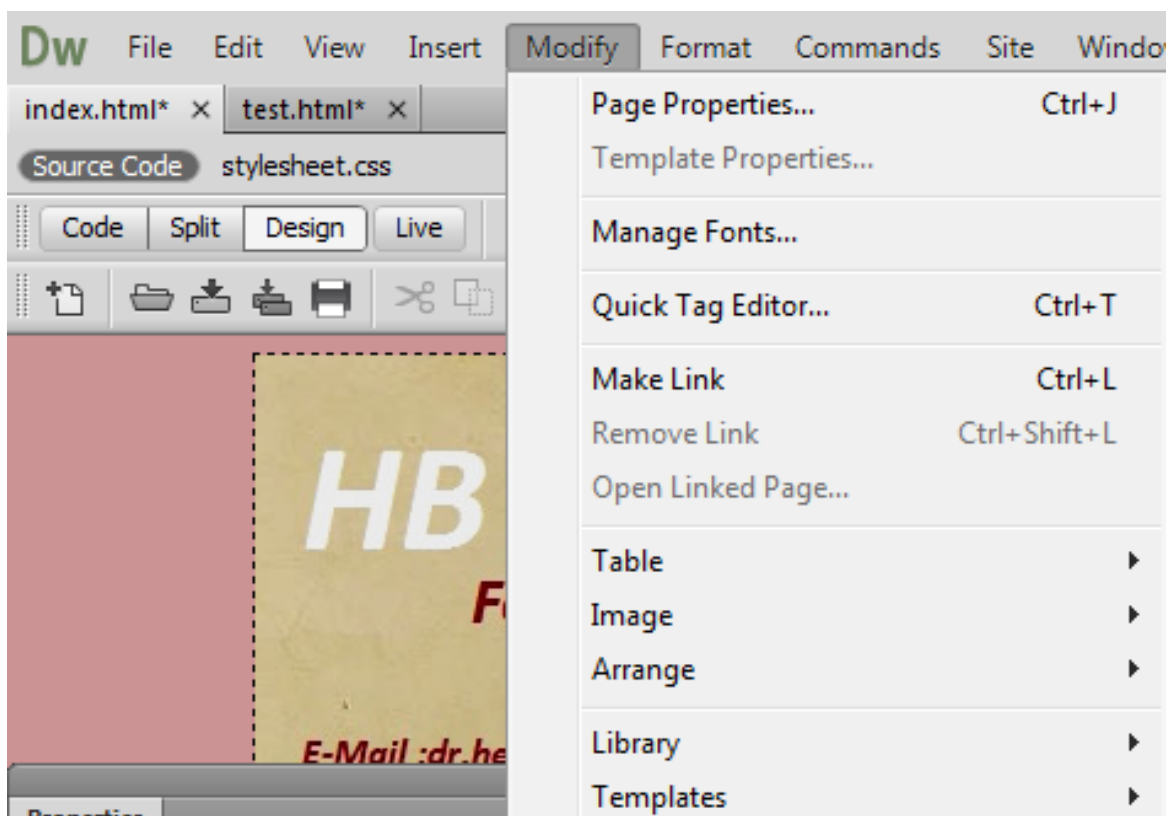 Dw File Edit View Insert Modify Format Commands Site
index.html* × test.html* ×
Source Code stylesheet.css
Code Split Design Live
Page Properties... Ctrl+J
Template Properties...
Manage Fonts...
Quick Tag Editor... Ctrl+T
Make Link Ctrl+L
Remove Link Ctrl+Shift+L
Open Linked Page...
Table
Image
Arrange
Library
Templates
HB
E-Mail :dr.he